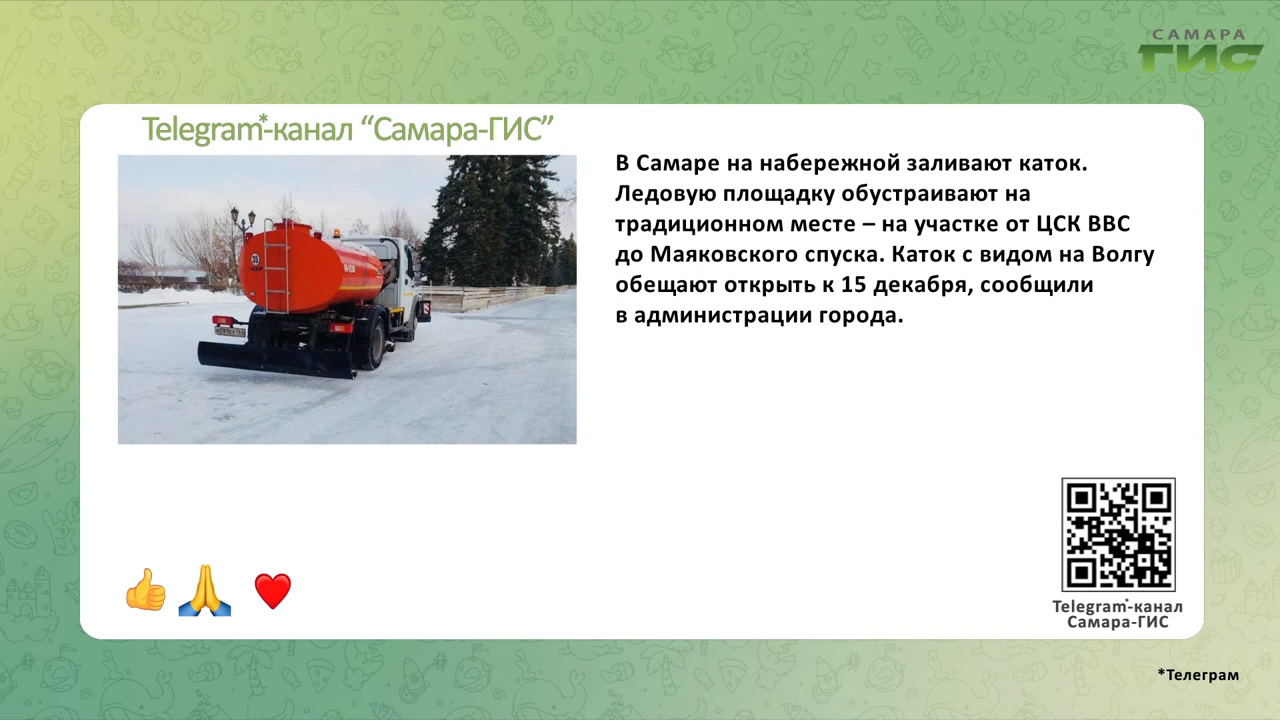 САМАРА
ГИС
Telegram*-канал “Самара-ГИС”
В Самаре на набережной заливают каток.
Ледовую площадку обустраивают на
традиционном месте – на участке от ЦСК ВВС
до Маяковского спуска. Каток с видом на Волгу
обещают открыть к 15 декабря, сообщили
в администрации города.
Telegram*-канал
Самара-ГИС
*Телеграм